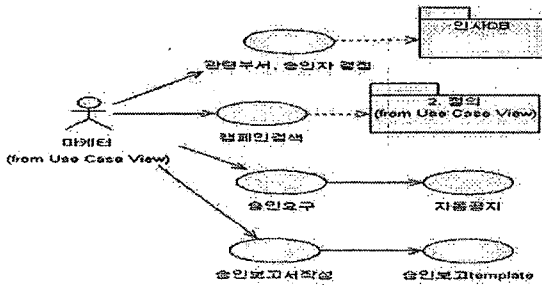 인사DB
관련부서, 승인자 결정
2. 정의
(from Use Case View)
마케터
(from Use Case View)
캠페인검색
승인요구
자동공지
승인보고서작성
승인보고template